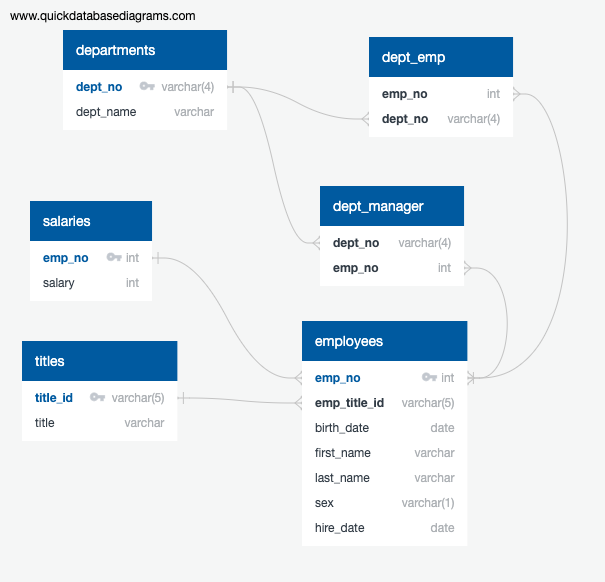 www.quickdatabasediagrams.com
departments
dept_no varchar(4)
dept_name varchar
dept_emp
emp_no int
dept_no varchar(4)
dept_manager
dept_no varchar(4)
emp_no int
salaries
emp_no int
salary int
titles
title_id varchar(5)
title varchar
employees
emp_no int
emp_title_id varchar(5)
birth_date date
first_name varchar
last_name varchar
sex varchar(1)
hire_date date